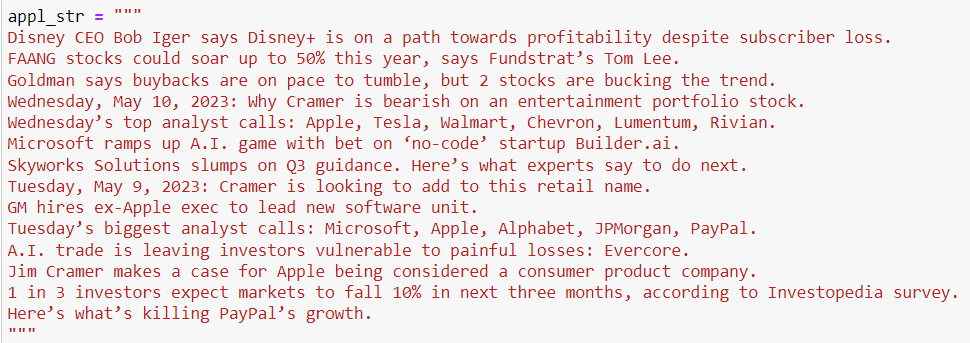 appl_str = """
Disney CEO Bob Iger says Disney+ is on a path towards profitability despite subscriber loss.
FAANG stocks could soar up to 50% this year, says Fundstrat’s Tom Lee.
Goldman says buybacks are on pace to tumble, but 2 stocks are bucking the trend.
Wednesday, May 10, 2023: Why Cramer is bearish on an entertainment portfolio stock.
Wednesday’s top analyst calls: Apple, Tesla, Walmart, Chevron, Lumentum, Rivian.
Microsoft ramps up A.I. game with bet on ‘no-code’ startup Builder.ai.
Skyworks Solutions slumps on Q3 guidance. Here’s what experts say to do next.
Tuesday, May 9, 2023: Cramer is looking to add to this retail name.
GM hires ex-Apple exec to lead new software unit.
Tuesday’s biggest analyst calls: Microsoft, Apple, Alphabet, JPMorgan, PayPal.
A.I. trade is leaving investors vulnerable to painful losses: Evercore.
Jim Cramer makes a case for Apple being considered a consumer product company.
1 in 3 investors expect markets to fall 10% in next three months, according to Investopedia survey.
Here’s what’s killing PayPal’s growth.
"""